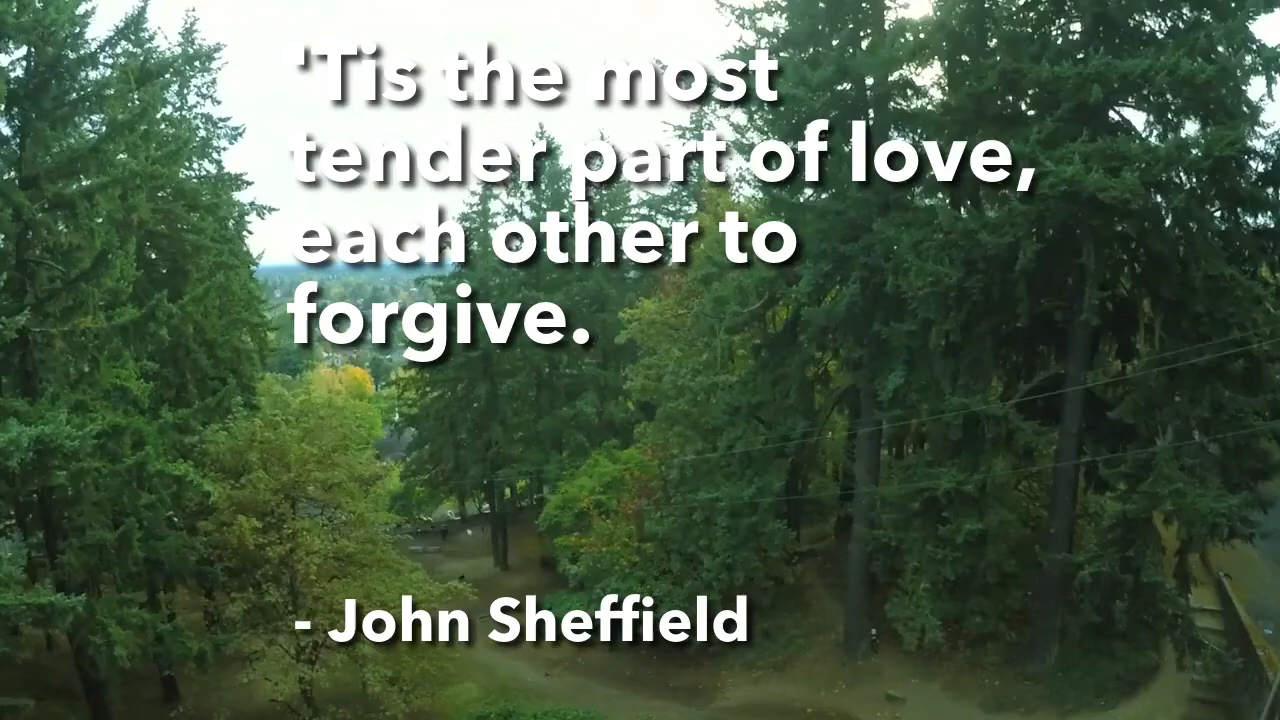 'Tis the most
tender part of love,
each other to
forgive.
- John Sheffield